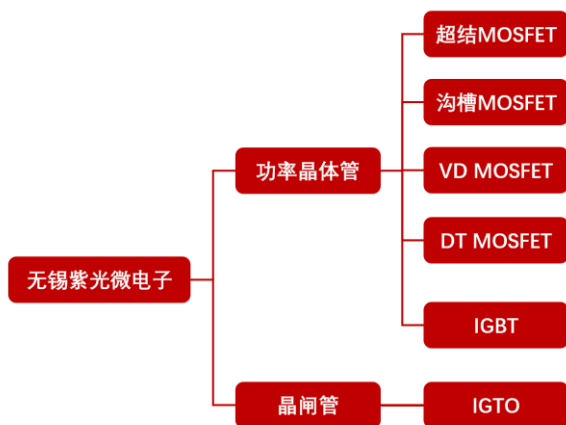 超结MOSFET
沟槽MOSFET
功率晶体管
VD MOSFET
DT MOSFET
无锡紫光微电子
IGBT
晶闸管
IGTO